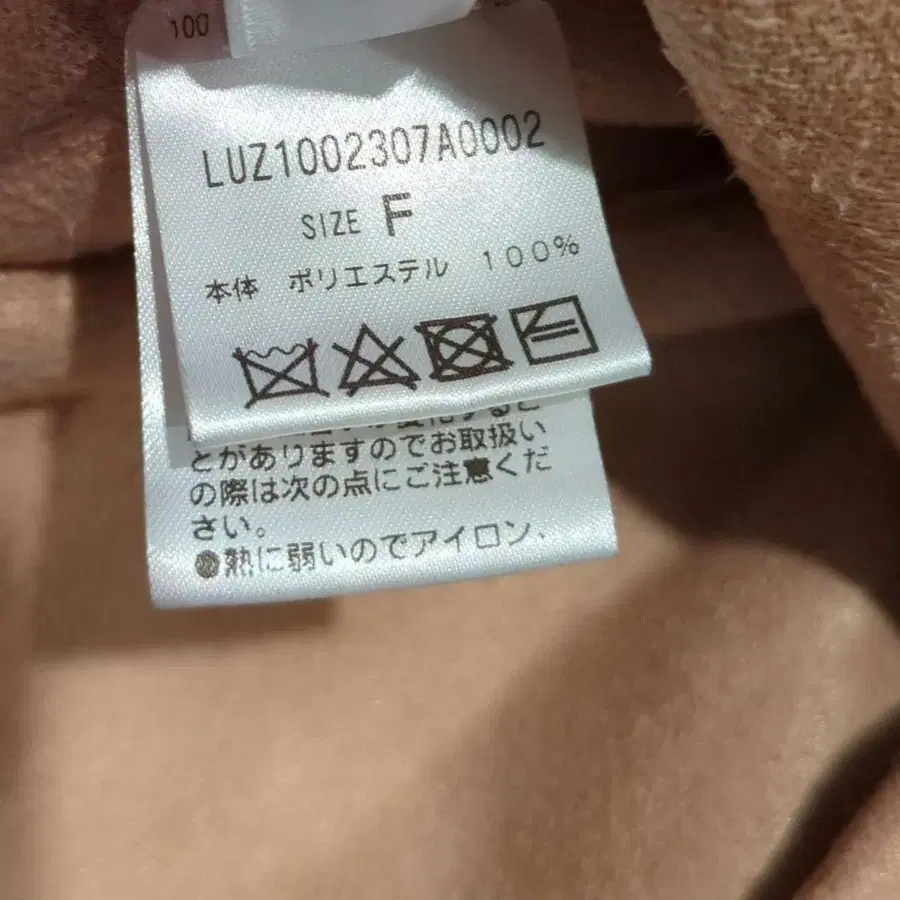 100
LUZ1002307A0002
SIZE F
本体 ポリエステル 100%
とがありますのでお取扱い
の際は次の点にご注意くだ
さい。
●熱に弱いのでアイロン、